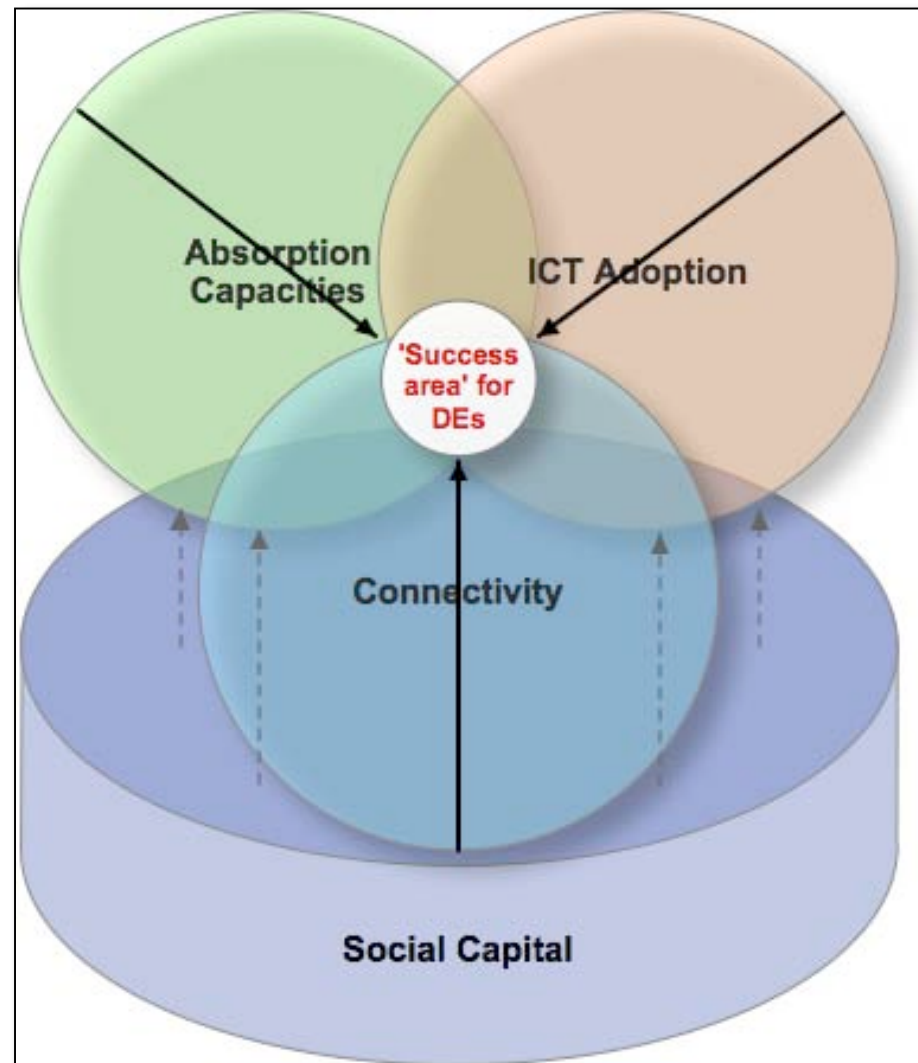 Absorption
Capacities
ICT Adoption
'Success
area' for
DEs
Connectivity
Social Capital